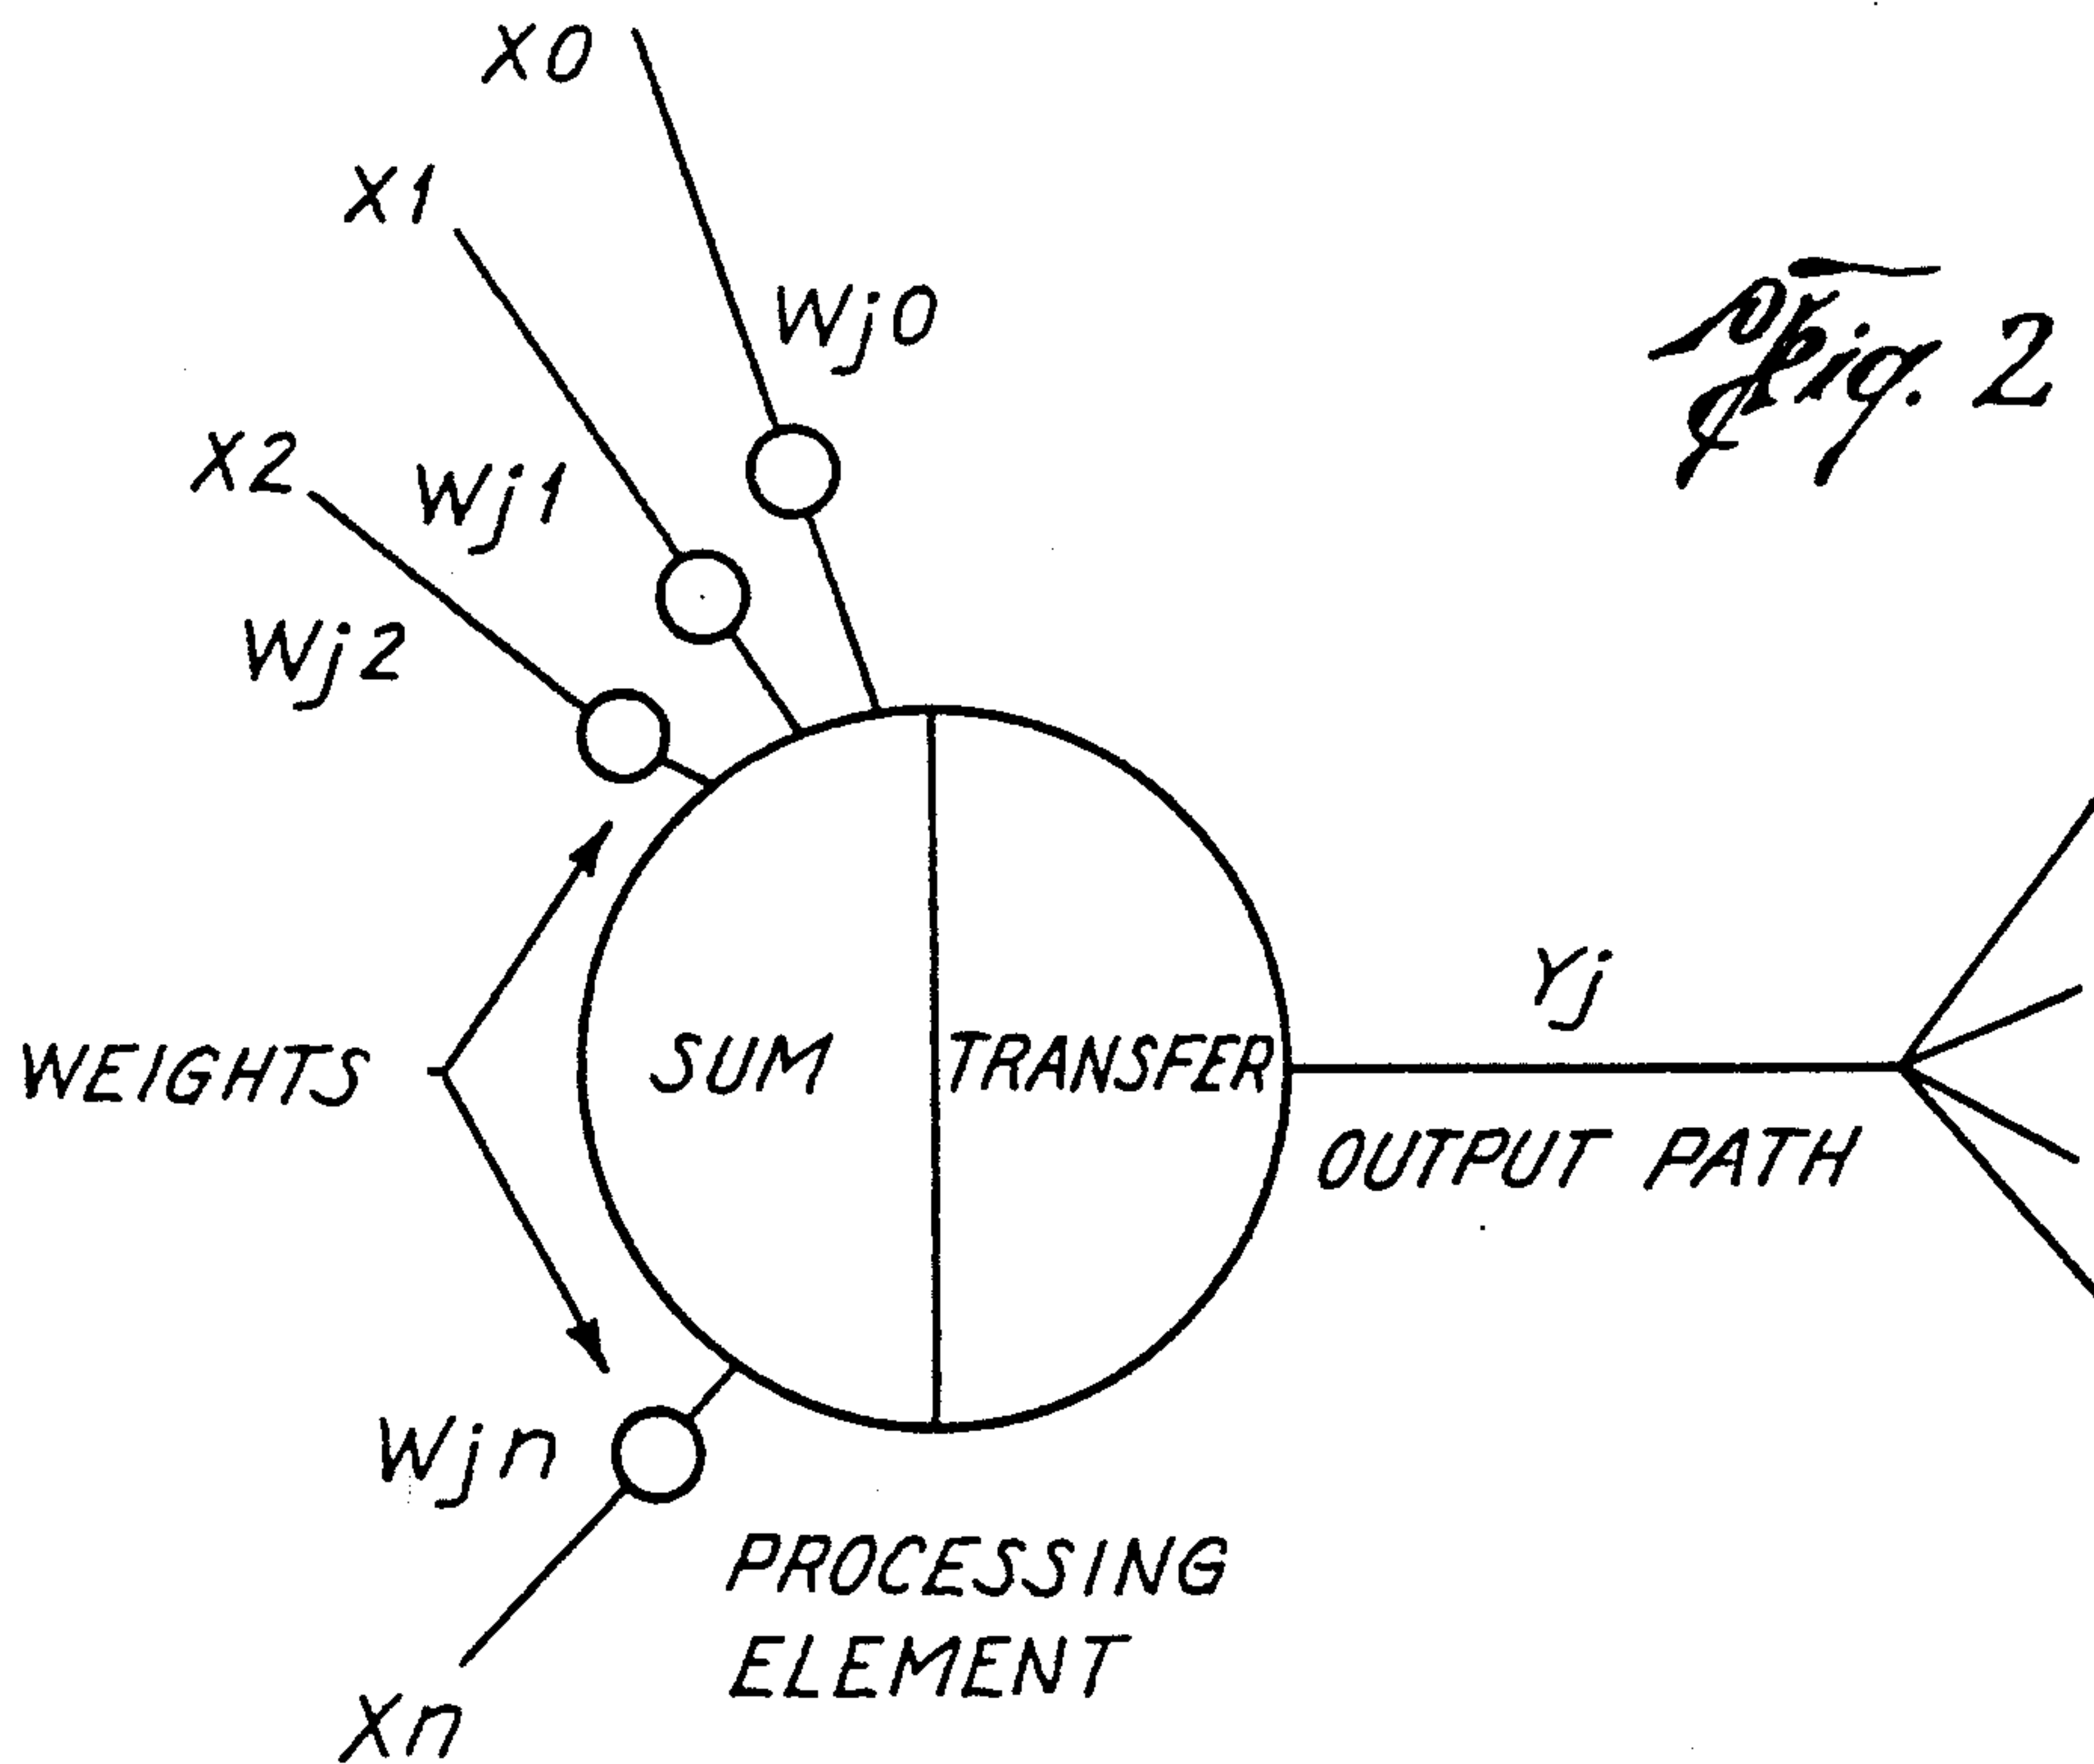 X0
X1
Wj0
Fig. 2
X2
Wj1
Wj2
Yj
WEIGHTS
SUM
TRANSFER
OUTPUT PATH
Wjn
PROCESSING
ELEMENT
Xn